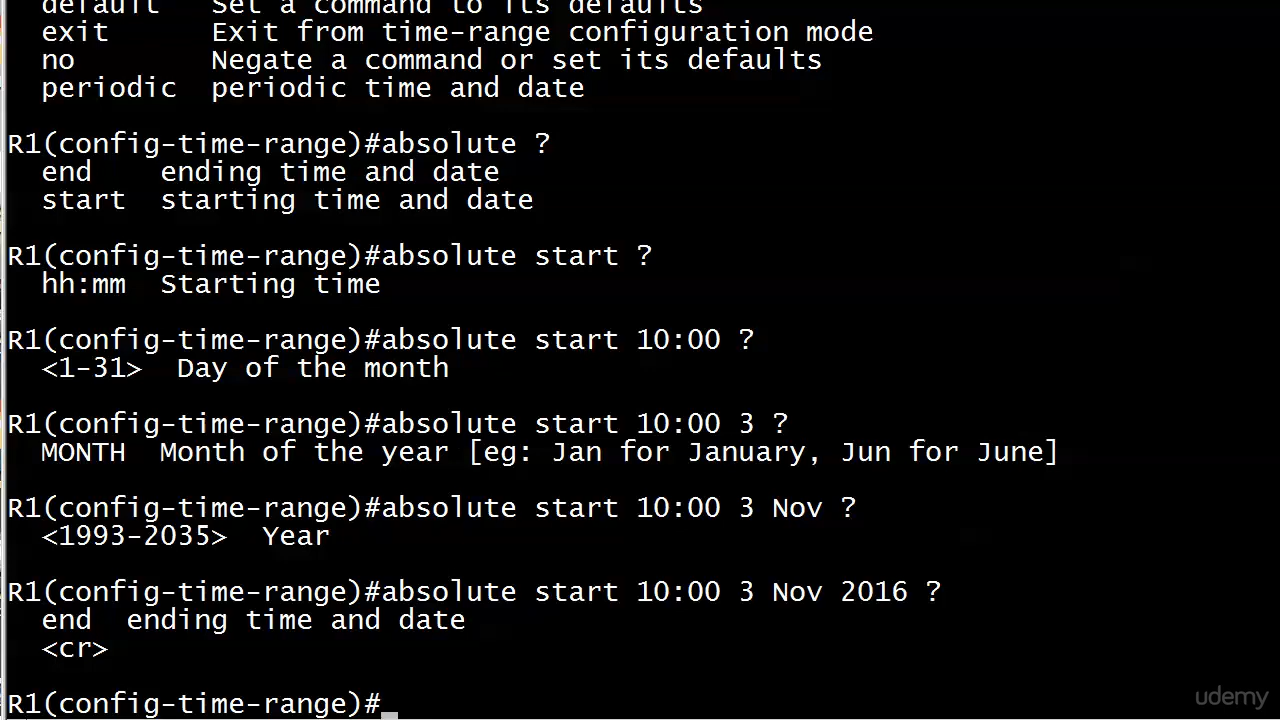 default   Set a command to its defaults
exit      Exit from time-range configuration mode
no        Negate a command or set its defaults
periodic  periodic time and date
R1(config-time-range)#absolute ?
end    ending time and date
start  starting time and date
R1(config-time-range)#absolute start ?
hh:mm  Starting time
R1(config-time-range)#absolute start 10:00 ?
<1-31>  Day of the month
R1(config-time-range)#absolute start 10:00 3 ?
MONTH  Month of the year [eg: Jan for January, Jun for June]
R1(config-time-range)#absolute start 10:00 3 Nov ?
<1993-2035>  Year
R1(config-time-range)#absolute start 10:00 3 Nov 2016 ?
end  ending time and date
<cr>
R1(config-time-range)#
udemy